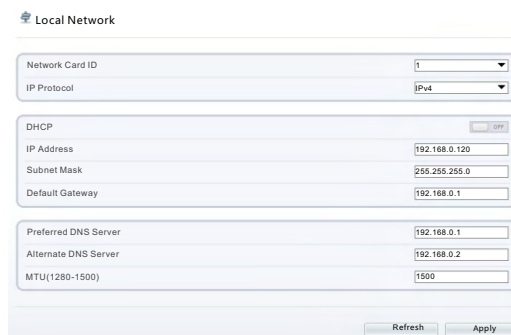 Local Network
Network Card ID 1
IP Protocol IPv4
DHCP OFF
IP Address 192.168.0.120
Subnet Mask 255.255.255.0
Default Gateway 192.168.0.1
Preferred DNS Server 192.168.0.1
Alternate DNS Server 192.168.0.2
MTU(1280-1500) 1500
Refresh Apply